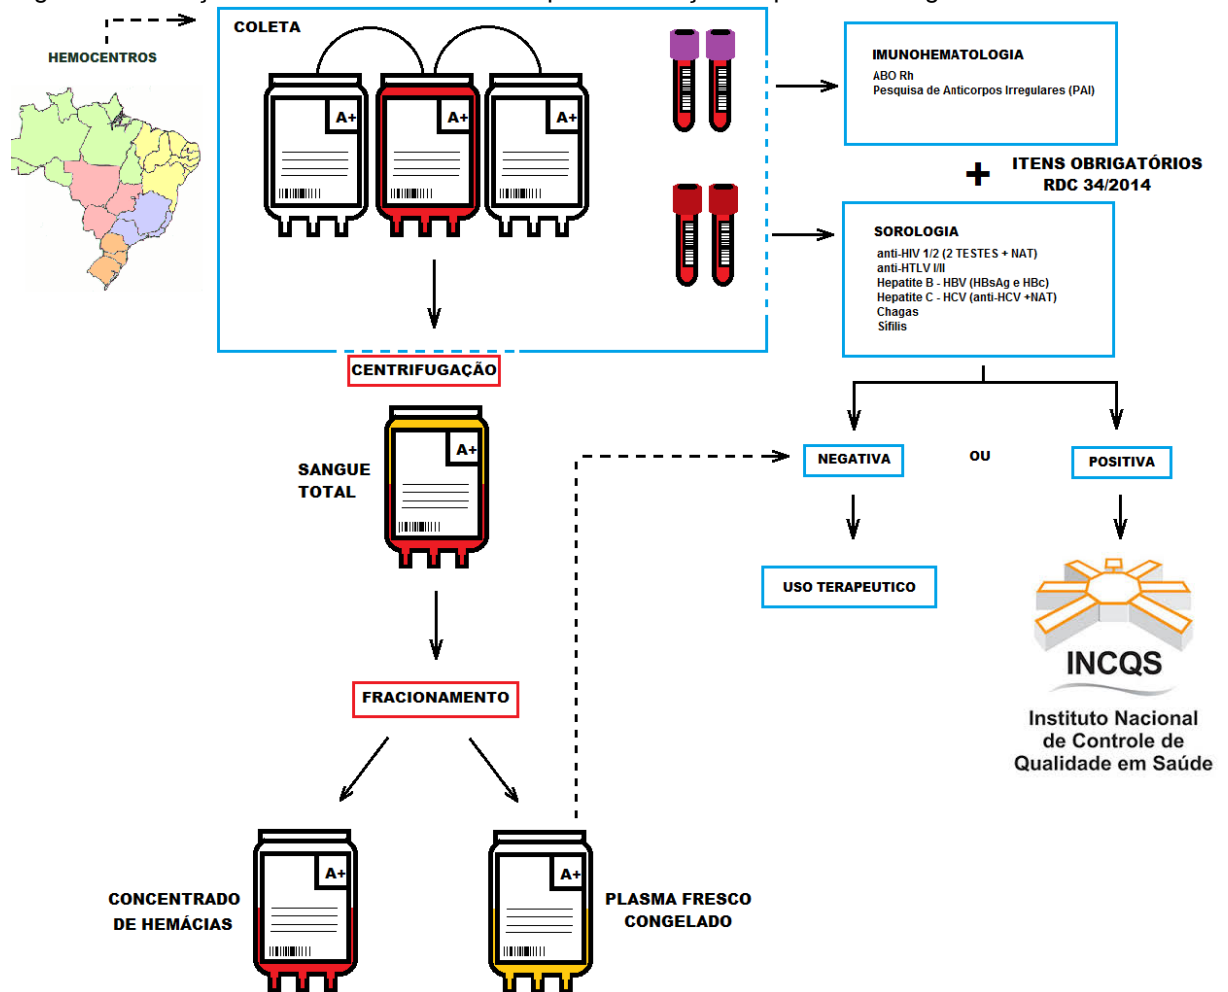 COLETA
HEMOCENTROS
A+
A+
A+
IMUNOHEMATOLOGIA
ABO Rh
Pesquisa de Anticorpos Irregulares (PAI)
+ ITENS OBRIGATÓRIOS
RDC 34/2014
SOROLOGIA
anti-HIV 1/2 (2 TESTES + NAT)
anti-HTLV I/II
Hepatite B - HBV (HBsAg e HBc)
Hepatite C - HCV (anti-HCV +NAT)
Chagas
Sífilis
CENTRIFUGAÇÃO
A+
SANGUE
TOTAL
NEGATIVA
OU
POSITIVA
USO TERAPEUTICO
INCQS
Instituto Nacional
de Controle de
Qualidade em Saúde
FRACIONAMENTO
A+
CONCENTRADO
DE HEMÁCIAS
A+
PLASMA FRESCO
CONGELADO